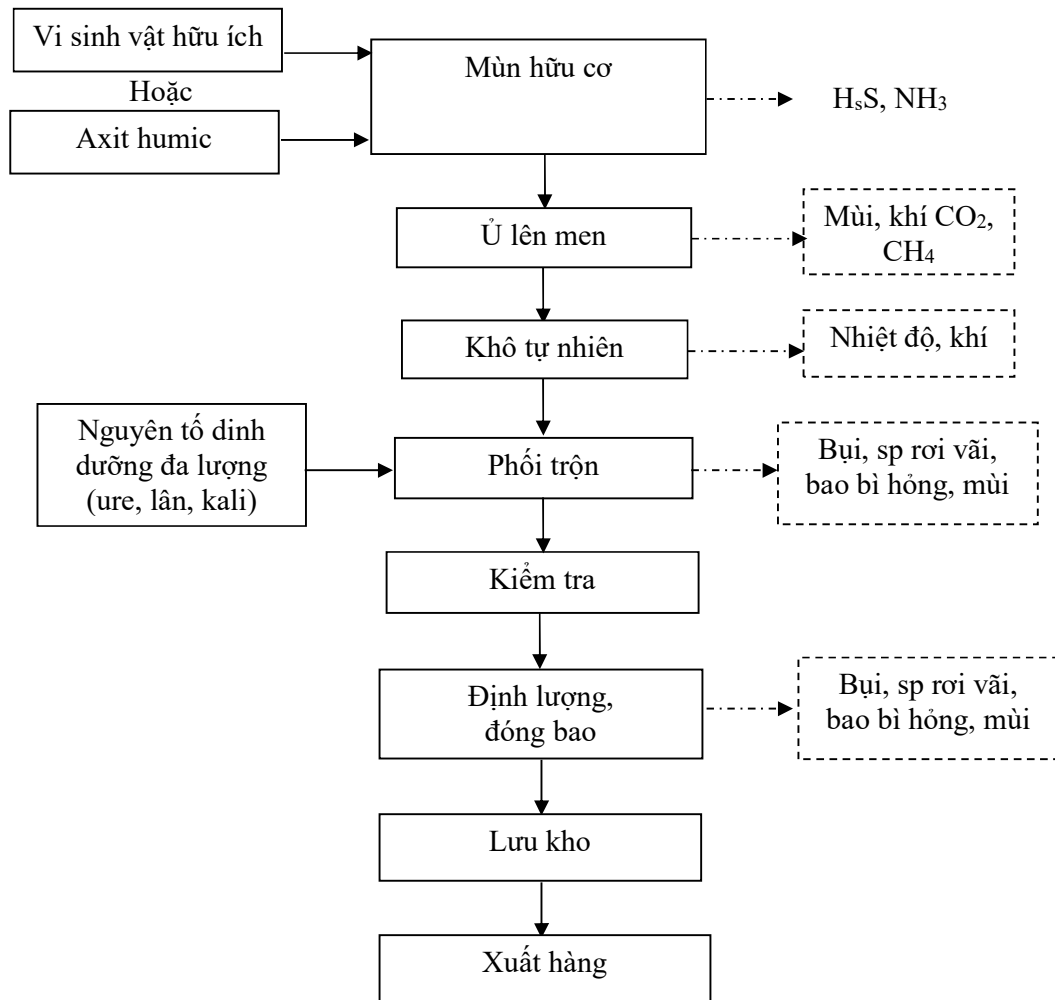 Vi sinh vật hữu ích
Hoặc
Axit humic
Mùn hữu cơ
HₛS, NH₃
Ủ lên men
Mùi, khí CO₂,
CH₄
Khô tự nhiên
Nhiệt độ, khí
Nguyên tố dinh
dưỡng đa lượng
(ure, lân, kali)
Phối trộn
Bụi, sp rơi vãi,
bao bì hỏng, mùi
Kiểm tra
Định lượng,
đóng bao
Bụi, sp rơi vãi,
bao bì hỏng, mùi
Lưu kho
Xuất hàng